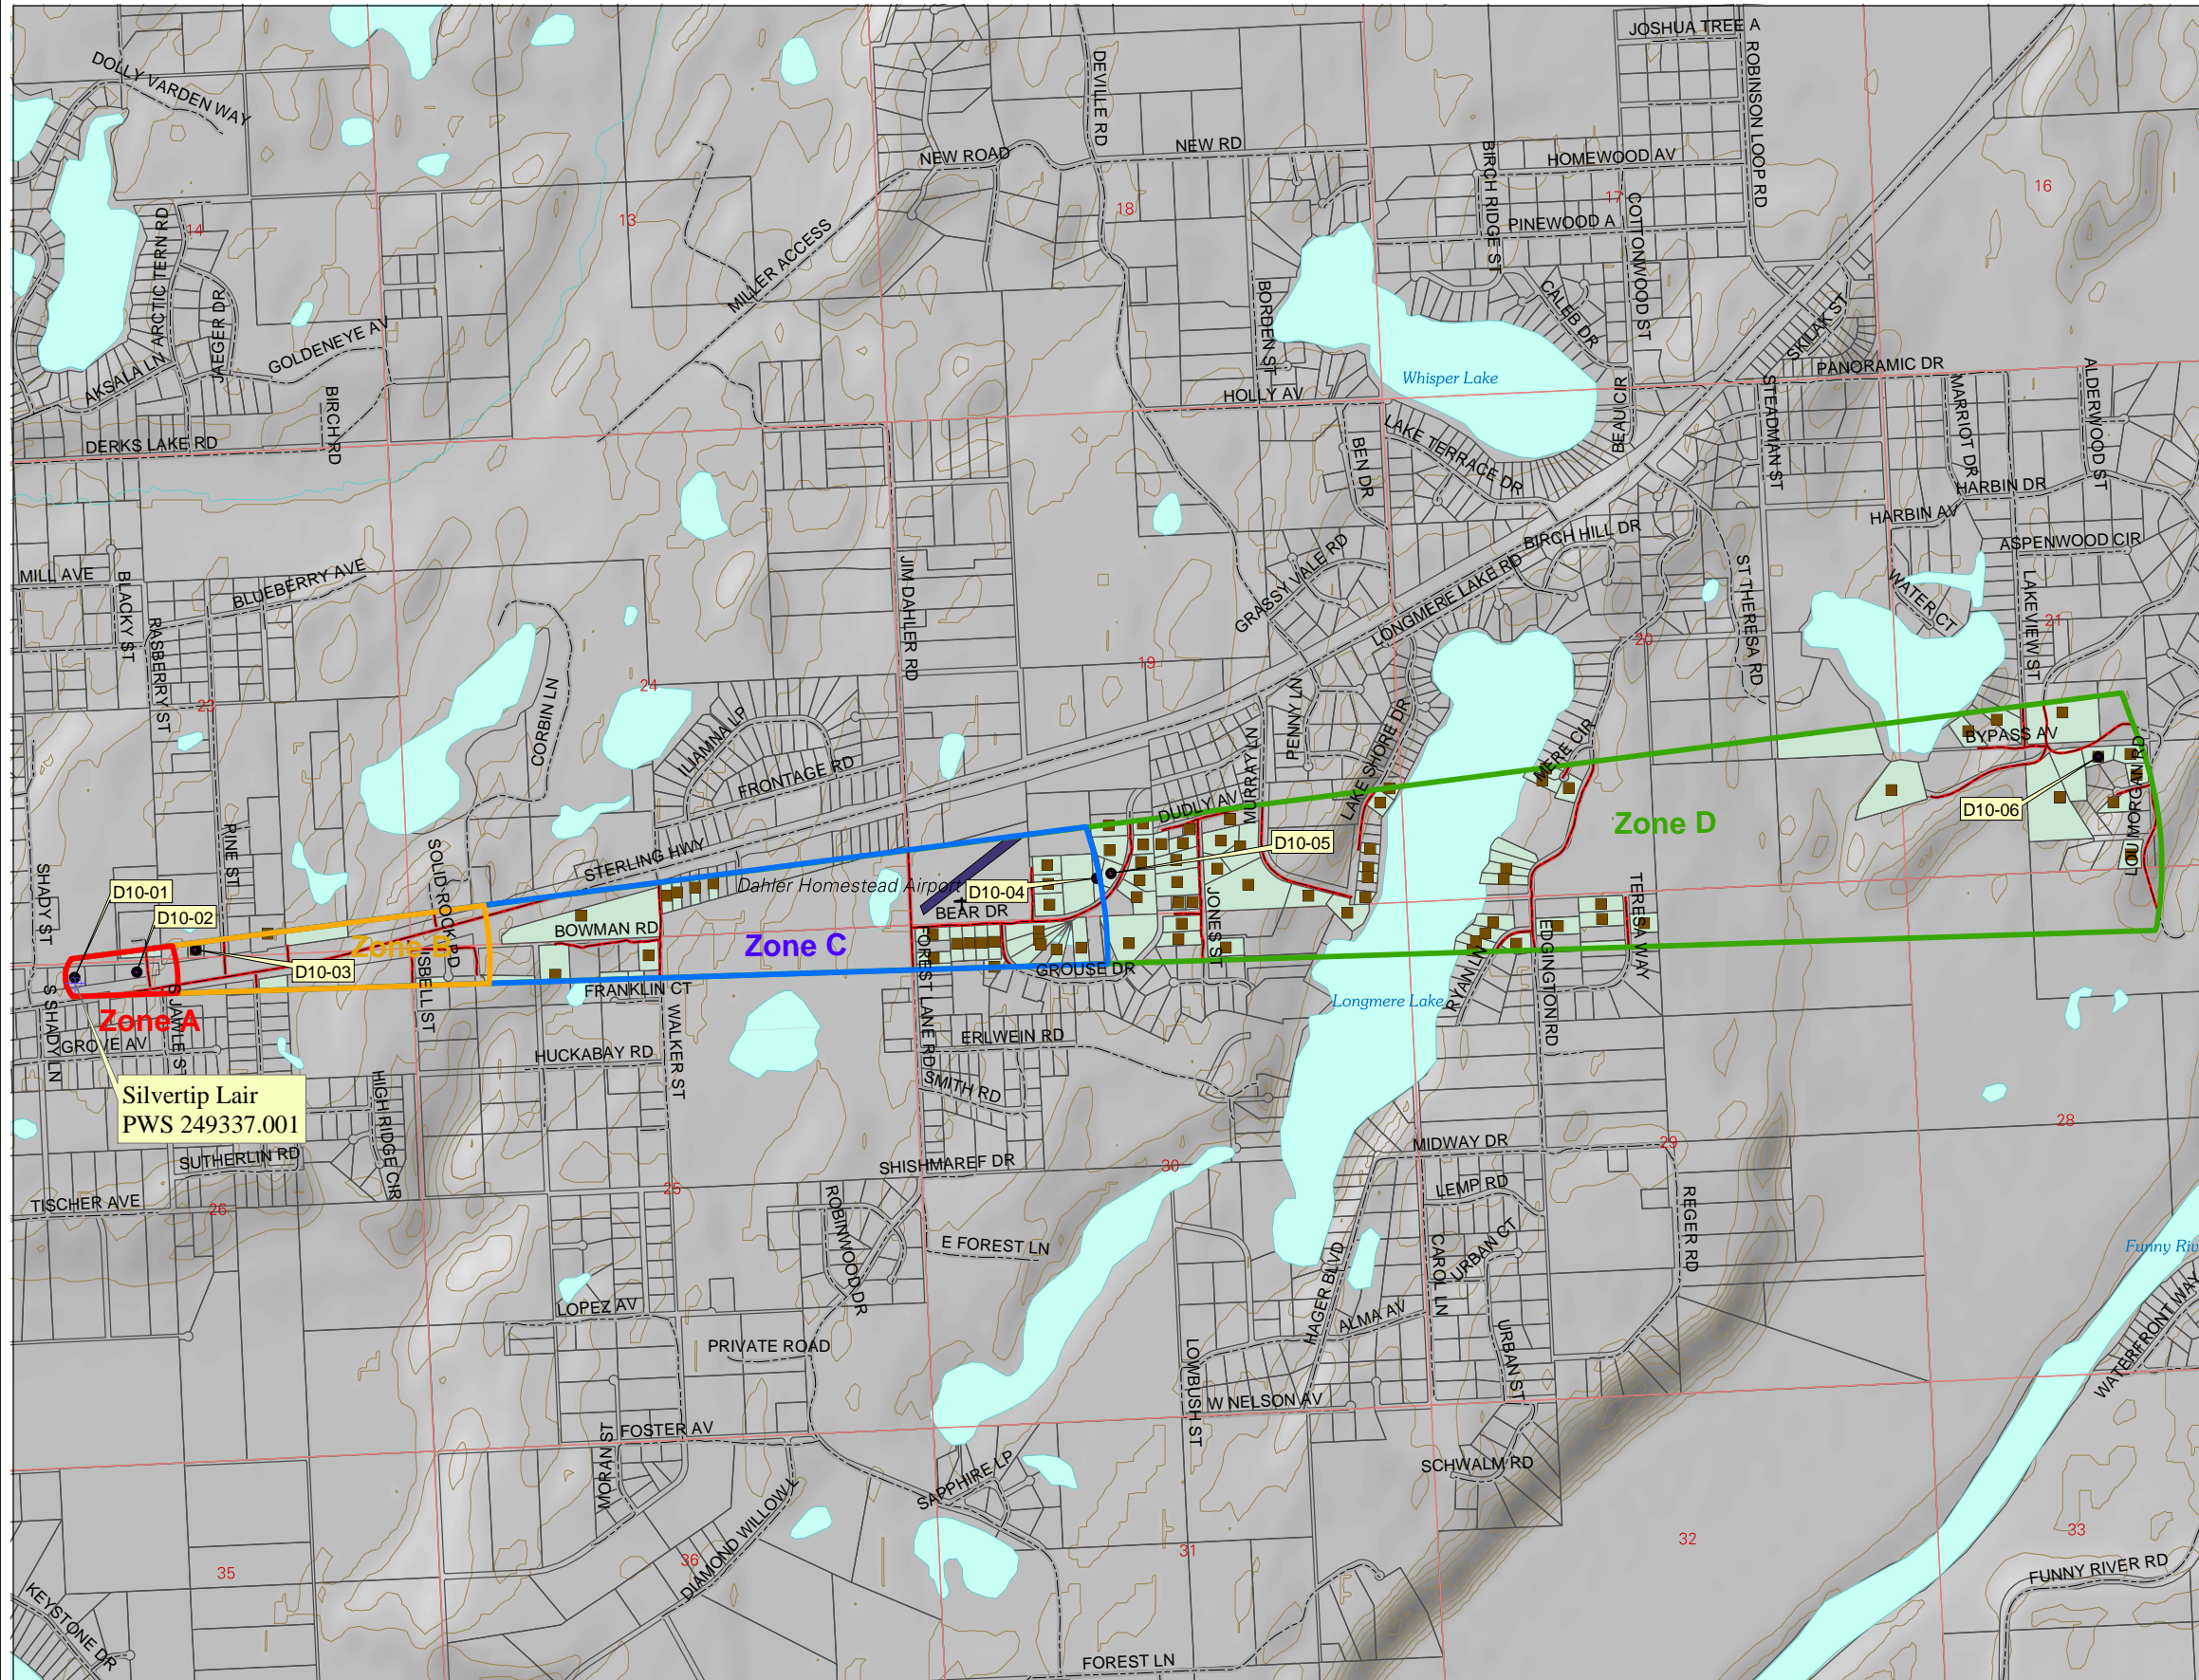 JOSHUA TREE A
DOLLY VARDEN WAY
DEVILLE RD
ROBINSON LOOP RD
NEW ROAD
NEW RD
BIRCH RIDGE ST
HOMEWOOD AV
16
17
18
13
14
COTTONWOOD ST
PINEWOOD A
ARCTIC TERN RD
MILLER ACCESS
JAEGER DR
BORDEN ST
CALEB DR
SKILAK ST
GOLDENEYE AV
AKSALA LN
Whisper Lake
PANORAMIC DR
BIRCH RD
HOLLY AV
BEAU CIR
STEADMAN ST
MARRIOT DR
ALDERWOOD ST
DERKS LAKE RD
LAKE TERRACE DR
BEN DR
HARBIN DR
HARBIN AV
BIRCH HILL DR
ASPENWOOD CIR
GRASSY VALE RD
LONGMERE LAKE RD
MILL AVE
BLACKY ST
BLUEBERRY AVE
JIM DAHLER RD
ST THERESA RD
WATER CT
LAKEVIEW ST
21
RASBERRY ST
20
19
24
23
CORBIN LN
ILIAMNA LP
PENNY LN
LAKE SHORE DR
MERE CIR
BYPASS AV
FRONTAGE RD
MURRAY LN
DUDLY AV
LOU MORGAN RD
D10-06
Zone D
PINE ST
SOLID ROCK RD
STERLING HWY
D10-05
SHADY ST
D10-01
Dahler Homestead Airport
D10-04
D10-02
BEAR DR
JONES ST
TERESA WAY
BOWMAN RD
Zone B
Zone C
FOREST LANE RD
EDGINGTON RD
D10-03
GROUSE DR
RYAN LN
FRANKLIN CT
Longmere Lake
S SHADY LN
Zone A
WALKER ST
GROVE AV
ERLWEIN RD
HUCKABAY RD
SMITH RD
HIGH RIDGE CIR
Silvertip Lair
PWS 249337.001
28
MIDWAY DR
29
SUTHERLIN RD
SHISHMAREF DR
30
25
TISCHER AVE
26
LEMP RD
ROBINWOOD DR
REGER RD
E FOREST LN
URBAN CT
CAROL LN
HAGER BLVD
Funny Riv
LOPEZ AV
ALMA AV
PRIVATE ROAD
URBAN ST
LOWBUSH ST
WATERFRONT WAY
W NELSON AV
FOSTER AV
MORAN ST
SCHWALM RD
SAPPHIRE LP
DIAMOND WILLOW L
33
32
31
36
35
KEYSTONE DR
FUNNY RIVER RD
FOREST LN